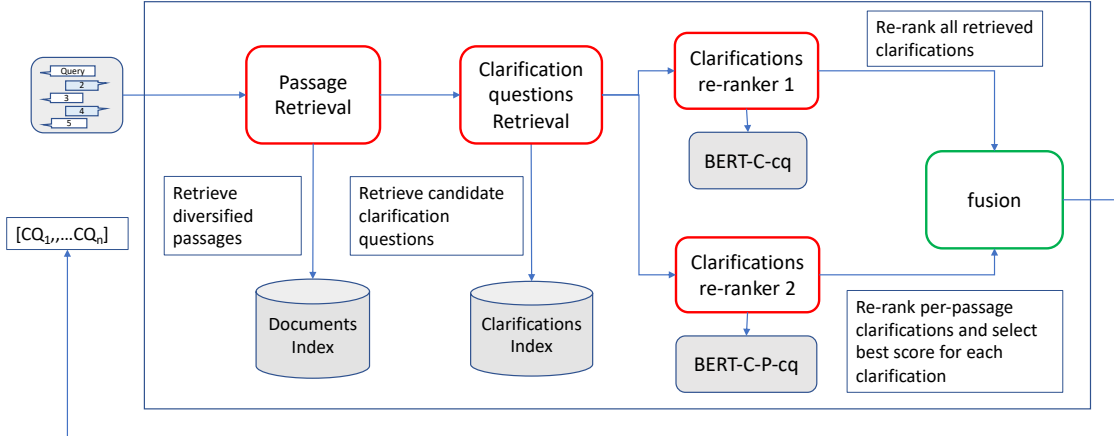 Query
2
3
4
5
Passage
Retrieval
Clarification
questions
Retrieval
Clarifications
re-ranker 1
Re-rank all retrieved
clarifications
BERT-C-cq
Retrieve
diversified
passages
Retrieve candidate
clarification
questions
fusion
[CQ1,,...CQn]
Clarifications
re-ranker 2
Documents
Index
Clarifications
Index
BERT-C-P-cq
Re-rank per-passage
clarifications and select
best score for each
clarification